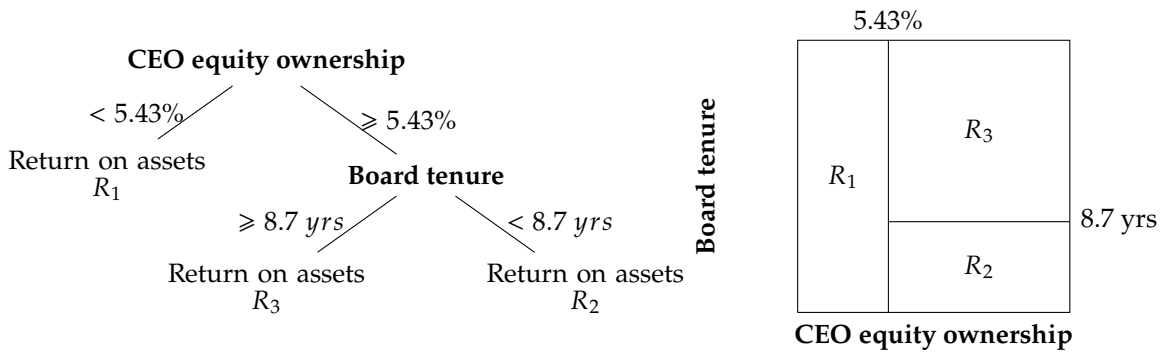 CEO equity ownership
< 5.43%
⩾ 5.43%
Return on assets
R₁
Board tenure
⩾ 8.7 yrs
< 8.7 yrs
Return on assets
R₃
Return on assets
R₂
5.43%
Board tenure
R₁
R₃
8.7 yrs
R₂
CEO equity ownership